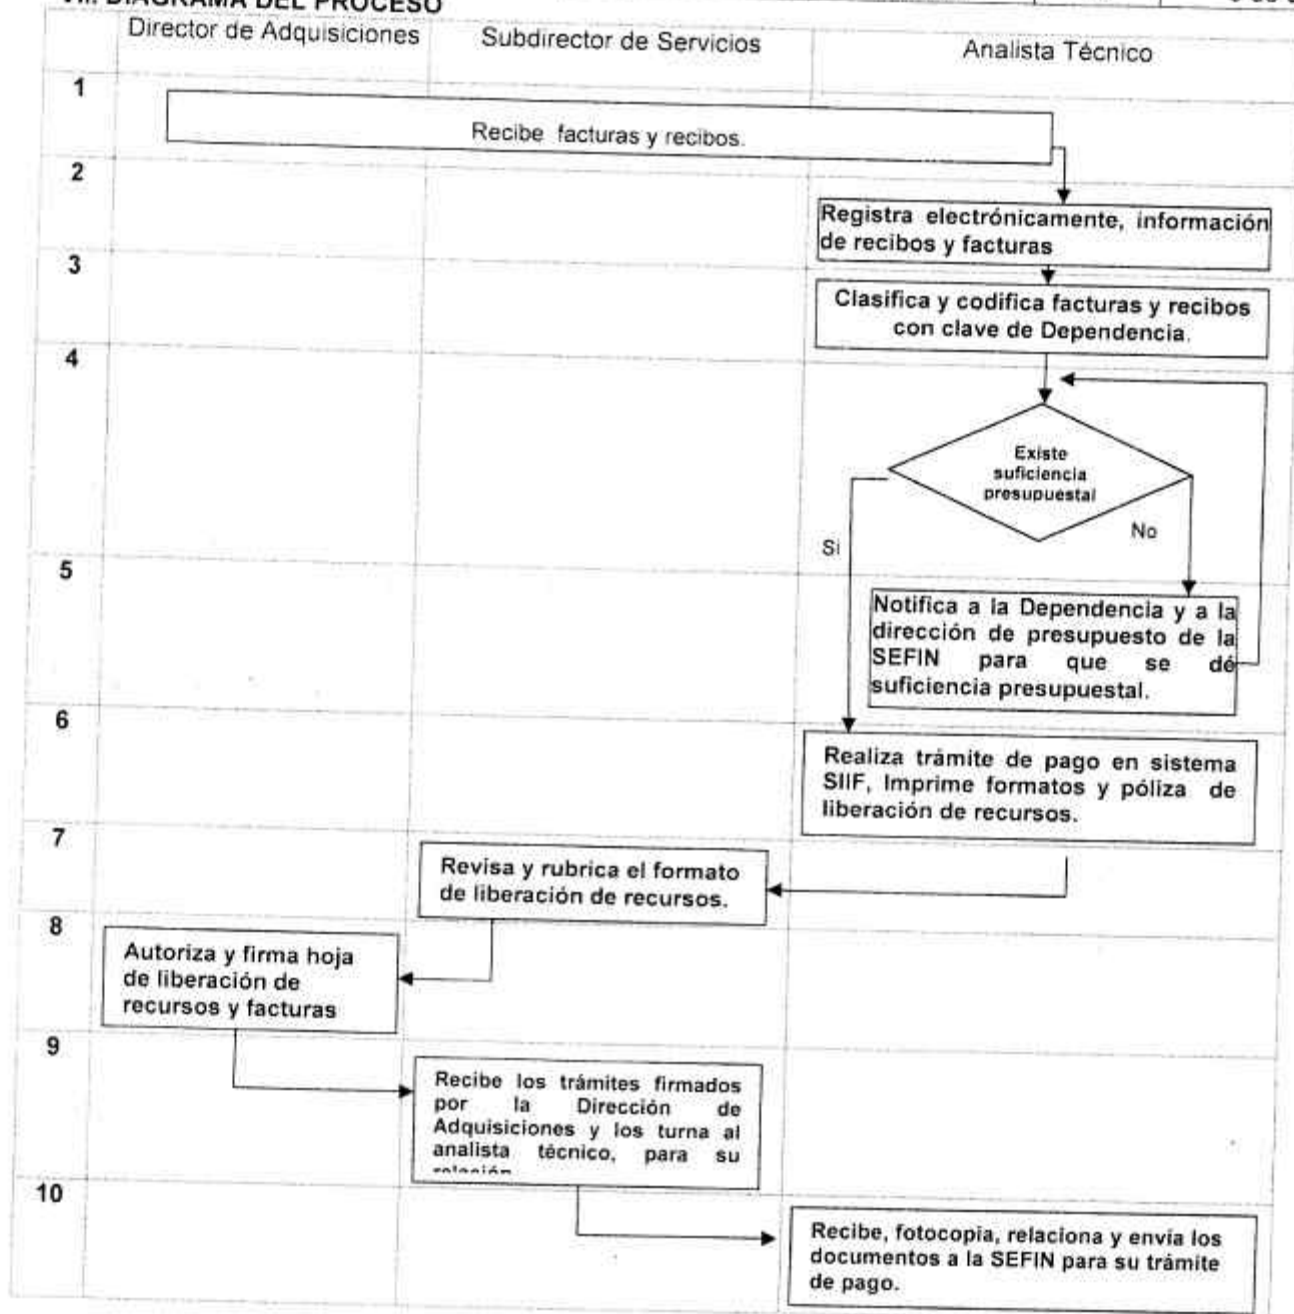 VII. DIAGRAMA DEL PROCESO
Director de Adquisiciones
Subdirector de Servicios
Analista Técnico
1
Recibe facturas y recibos.
2
Registra electrónicamente, información
de recibos y facturas
3
Clasifica y codifica facturas y recibos
con clave de Dependencia.
4
Existe
suficiencia
presupuestal
Si
No
5
Notifica a la Dependencia y a la
dirección de presupuesto de la
SEFIN para que se dé
suficiencia presupuestal.
6
Realiza trámite de pago en sistema
SIIF, Imprime formatos y póliza de
liberación de recursos.
7
Revisa y rubrica el formato
de liberación de recursos.
8
Autoriza y firma hoja
de liberación de
recursos y facturas
9
Recibe los trámites firmados
por la Dirección de
Adquisiciones y los turna al
analista técnico, para su
relación
10
Recibe, fotocopia, relaciona y envía los
documentos a la SEFIN para su trámite
de pago.